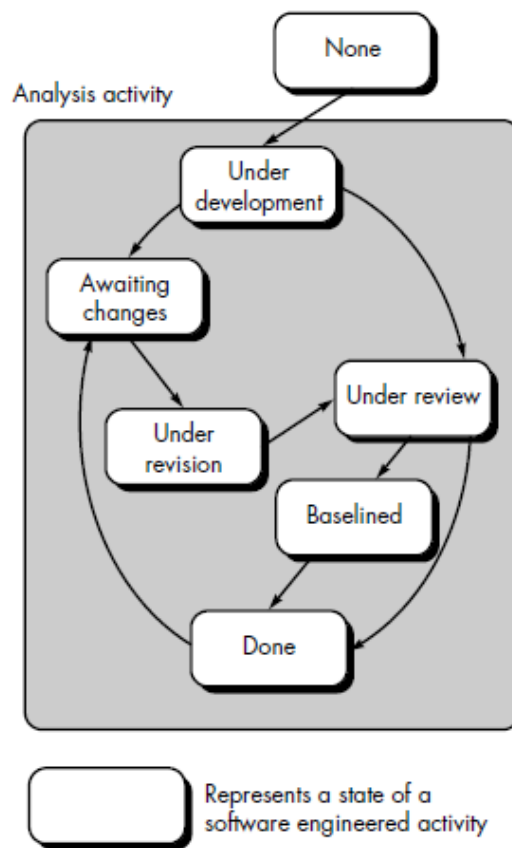 None
Analysis activity
Under
development
Awaiting
changes
Under review
Under
revision
Baselined
Done
Represents a state of a
software engineered activity